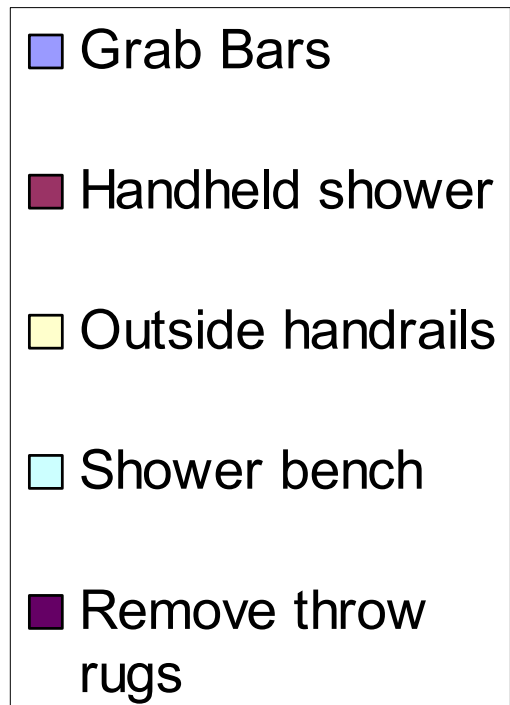 Grab Bars
Handheld shower
Outside handrails
Shower bench
Remove throw
rugs